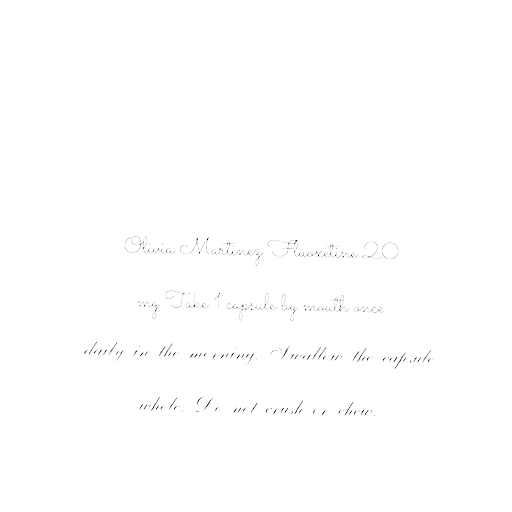 Olivia Martinez Fluoxetine 20
mg Take 1 capsule by mouth once
daily in the morning. Swallow the capsule
whole. Do not crush or chew.